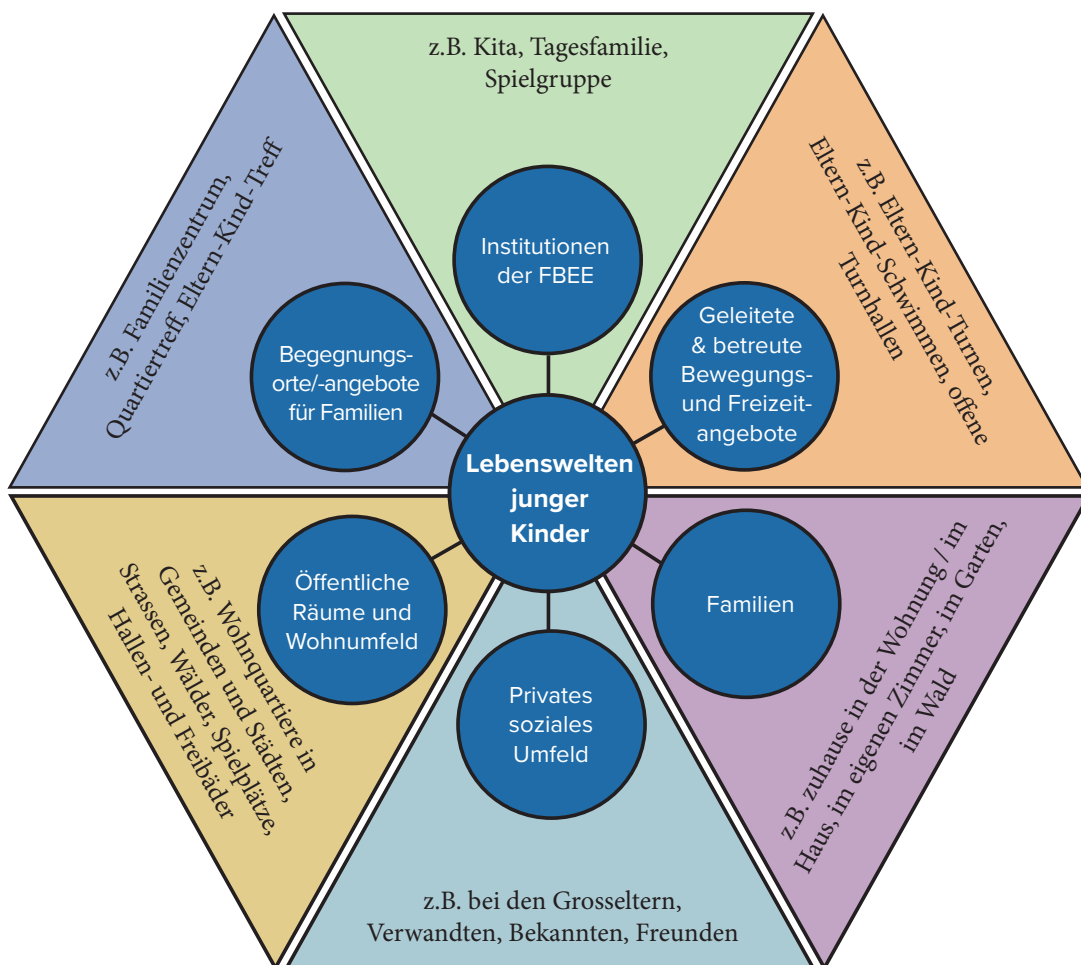 z.B. Kita, Tagesfamilie,
Spielgruppe
Institutionen
der FBEE
z.B. Eltern-Kind-Turnen,
Eltern-Kind-Schwimmen, offene
Turnhallen
Geleitete
& betreute
Bewegungs-
und Freizeit-
angebote
z.B. zuhause in der Wohnung / im
Haus, im eigenen Zimmer, im Garten,
im Wald
Familien
z.B. bei den Grosseltern,
Verwandten, Bekannten, Freunden
Privates
soziales
Umfeld
z.B. Wohnquartiere in
Gemeinden und Städten,
Strassen, Wälder, Spielplätze,
Hallen- und Freibäder
Öffentliche
Räume und
Wohnumfeld
z.B. Familienzentrum,
Quartiertreff, Eltern-Kind-Treff
Begegnungs-
orte/-angebote
für Familien
Lebenswelten
junger
Kinder